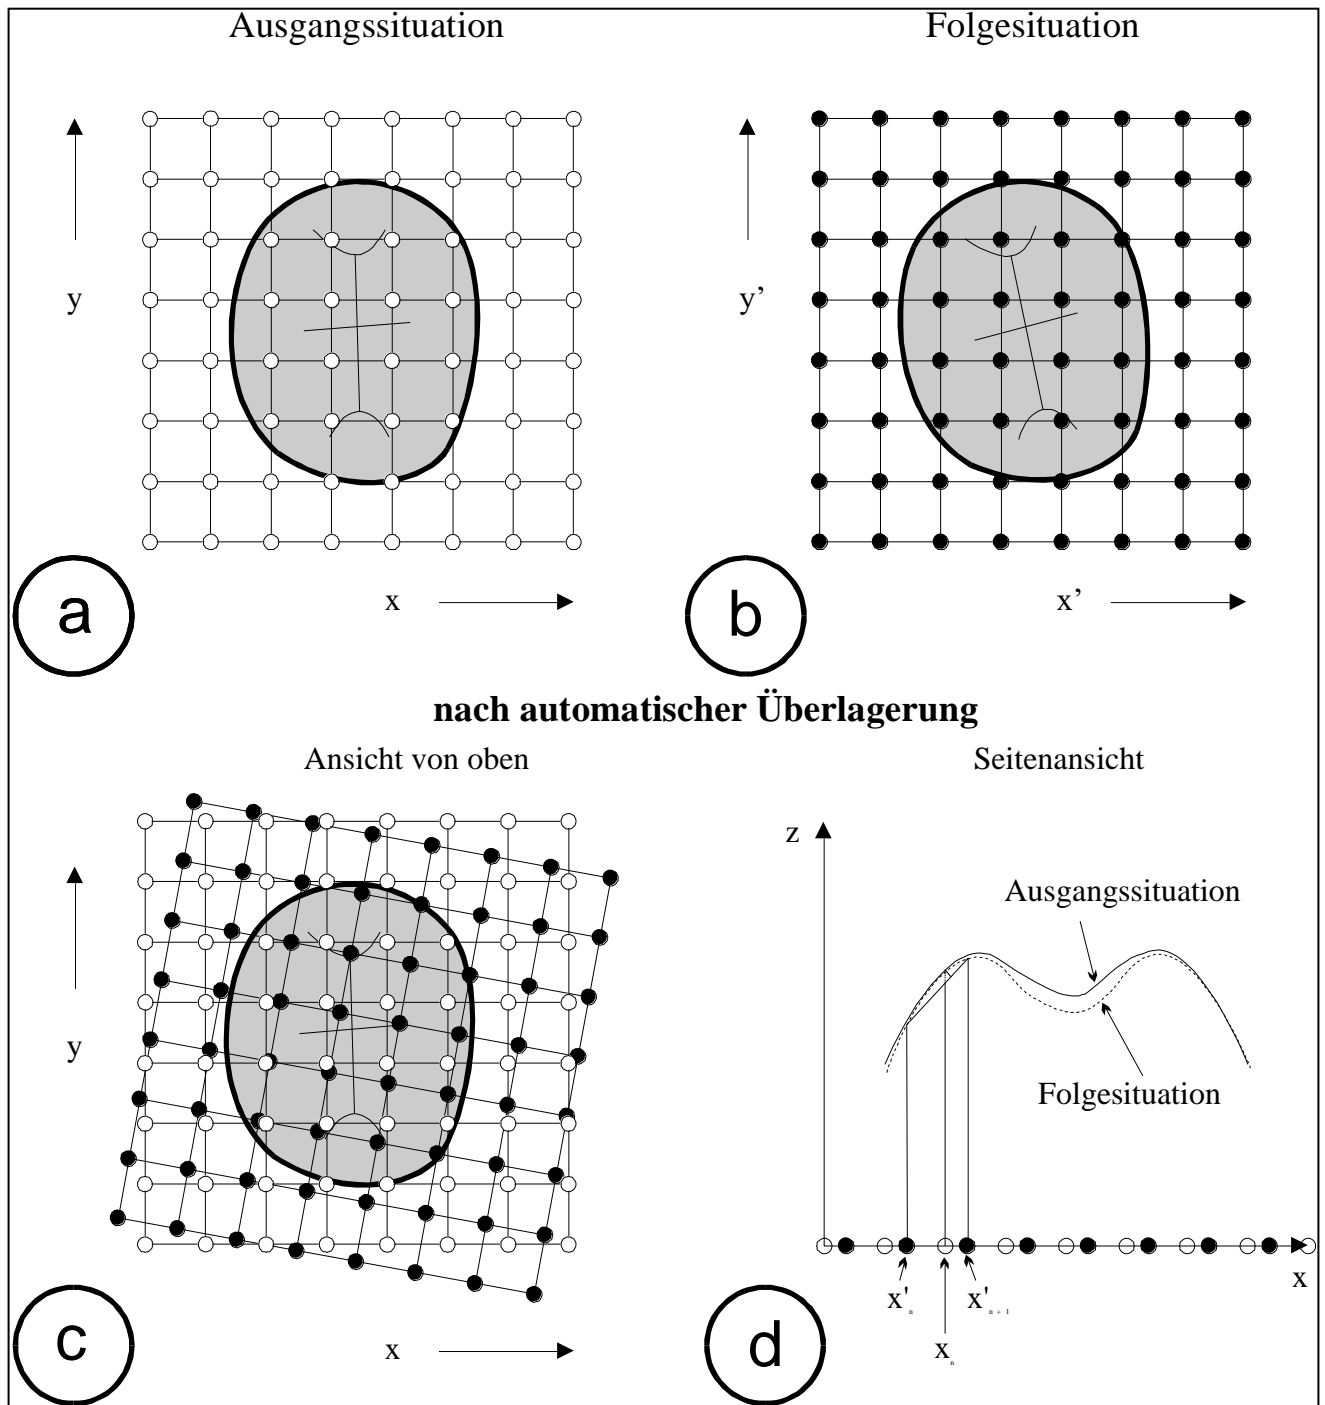 Ausgangssituation
Folgesituation
y
y’
x
x’
a
b
nach automatischer Überlagerung
Ansicht von oben
Seitenansicht
z
Ausgangssituation
y
Folgesituation
x
x'n
x'n + 1
x
xn
c
d